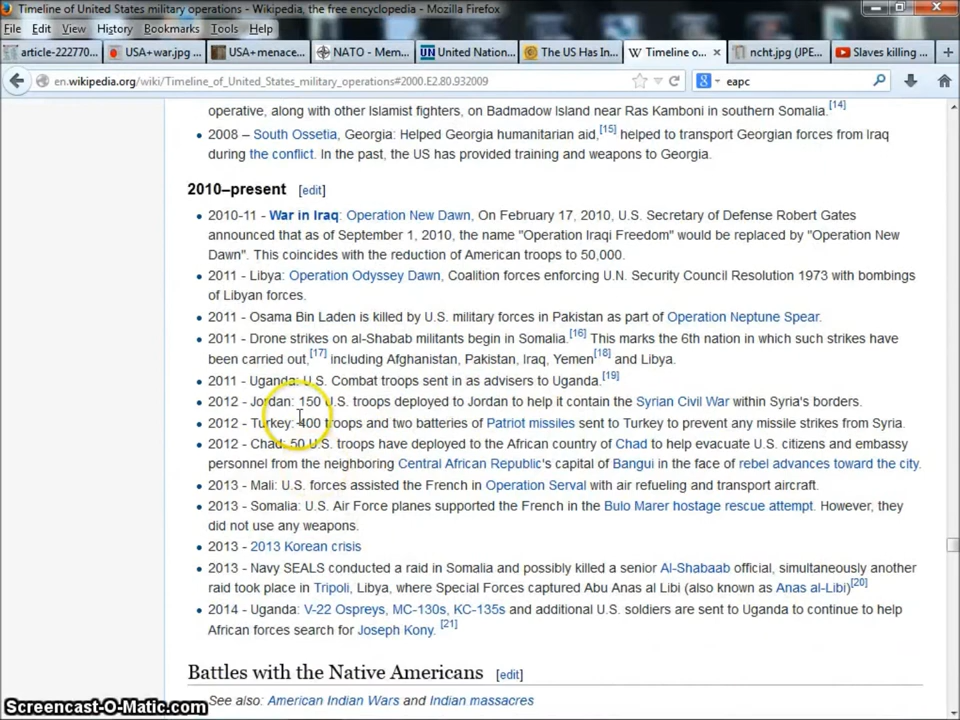 Timeline of United States military operations - Wikipedia, the free encyclopedia - Mozilla Firefox
File Edit View History Bookmarks Tools Help
article-222770... USA+war.jpg ... USA+menace... NATO - Mem... UN United Nation... The US Has In... W Timeline o... × ncht.jpg (JPE... Slaves killing ... +
en.wikipedia.org/wiki/Timeline_of_United_States_military_operations#2000.E2.80.932009 8 eapc
operative, along with other Islamist fighters, on Badmadow Island near Ras Kamboni in southern Somalia.[14]
• 2008 – South Ossetia, Georgia: Helped Georgia humanitarian aid,[15] helped to transport Georgian forces from Iraq
during the conflict. In the past, the US has provided training and weapons to Georgia.
2010–present [edit]
• 2010-11 - War in Iraq: Operation New Dawn, On February 17, 2010, U.S. Secretary of Defense Robert Gates
announced that as of September 1, 2010, the name "Operation Iraqi Freedom" would be replaced by "Operation New
Dawn". This coincides with the reduction of American troops to 50,000.
• 2011 - Libya: Operation Odyssey Dawn, Coalition forces enforcing U.N. Security Council Resolution 1973 with bombings
of Libyan forces.
• 2011 - Osama Bin Laden is killed by U.S. military forces in Pakistan as part of Operation Neptune Spear.
• 2011 - Drone strikes on al-Shabab militants begin in Somalia.[16] This marks the 6th nation in which such strikes have
been carried out,[17] including Afghanistan, Pakistan, Iraq, Yemen[18] and Libya.
• 2011 - Uganda: U.S. Combat troops sent in as advisers to Uganda.[19]
• 2012 - Jordan: 150 U.S. troops deployed to Jordan to help it contain the Syrian Civil War within Syria's borders.
• 2012 - Turkey: 400 troops and two batteries of Patriot missiles sent to Turkey to prevent any missile strikes from Syria.
• 2012 - Chad: 50 U.S. troops have deployed to the African country of Chad to help evacuate U.S. citizens and embassy
personnel from the neighboring Central African Republic's capital of Bangui in the face of rebel advances toward the city.
• 2013 - Mali: U.S. forces assisted the French in Operation Serval with air refueling and transport aircraft.
• 2013 - Somalia: U.S. Air Force planes supported the French in the Bulo Marer hostage rescue attempt. However, they
did not use any weapons.
• 2013 - 2013 Korean crisis
• 2013 - Navy SEALS conducted a raid in Somalia and possibly killed a senior Al-Shabaab official, simultaneously another
raid took place in Tripoli, Libya, where Special Forces captured Abu Anas al Libi (also known as Anas al-Libi)[20]
• 2014 - Uganda: V-22 Ospreys, MC-130s, KC-135s and additional U.S. soldiers are sent to Uganda to continue to help
African forces search for Joseph Kony. [21]
Battles with the Native Americans [edit]
See also: American Indian Wars and Indian massacres
Screencast-O-Matic.com